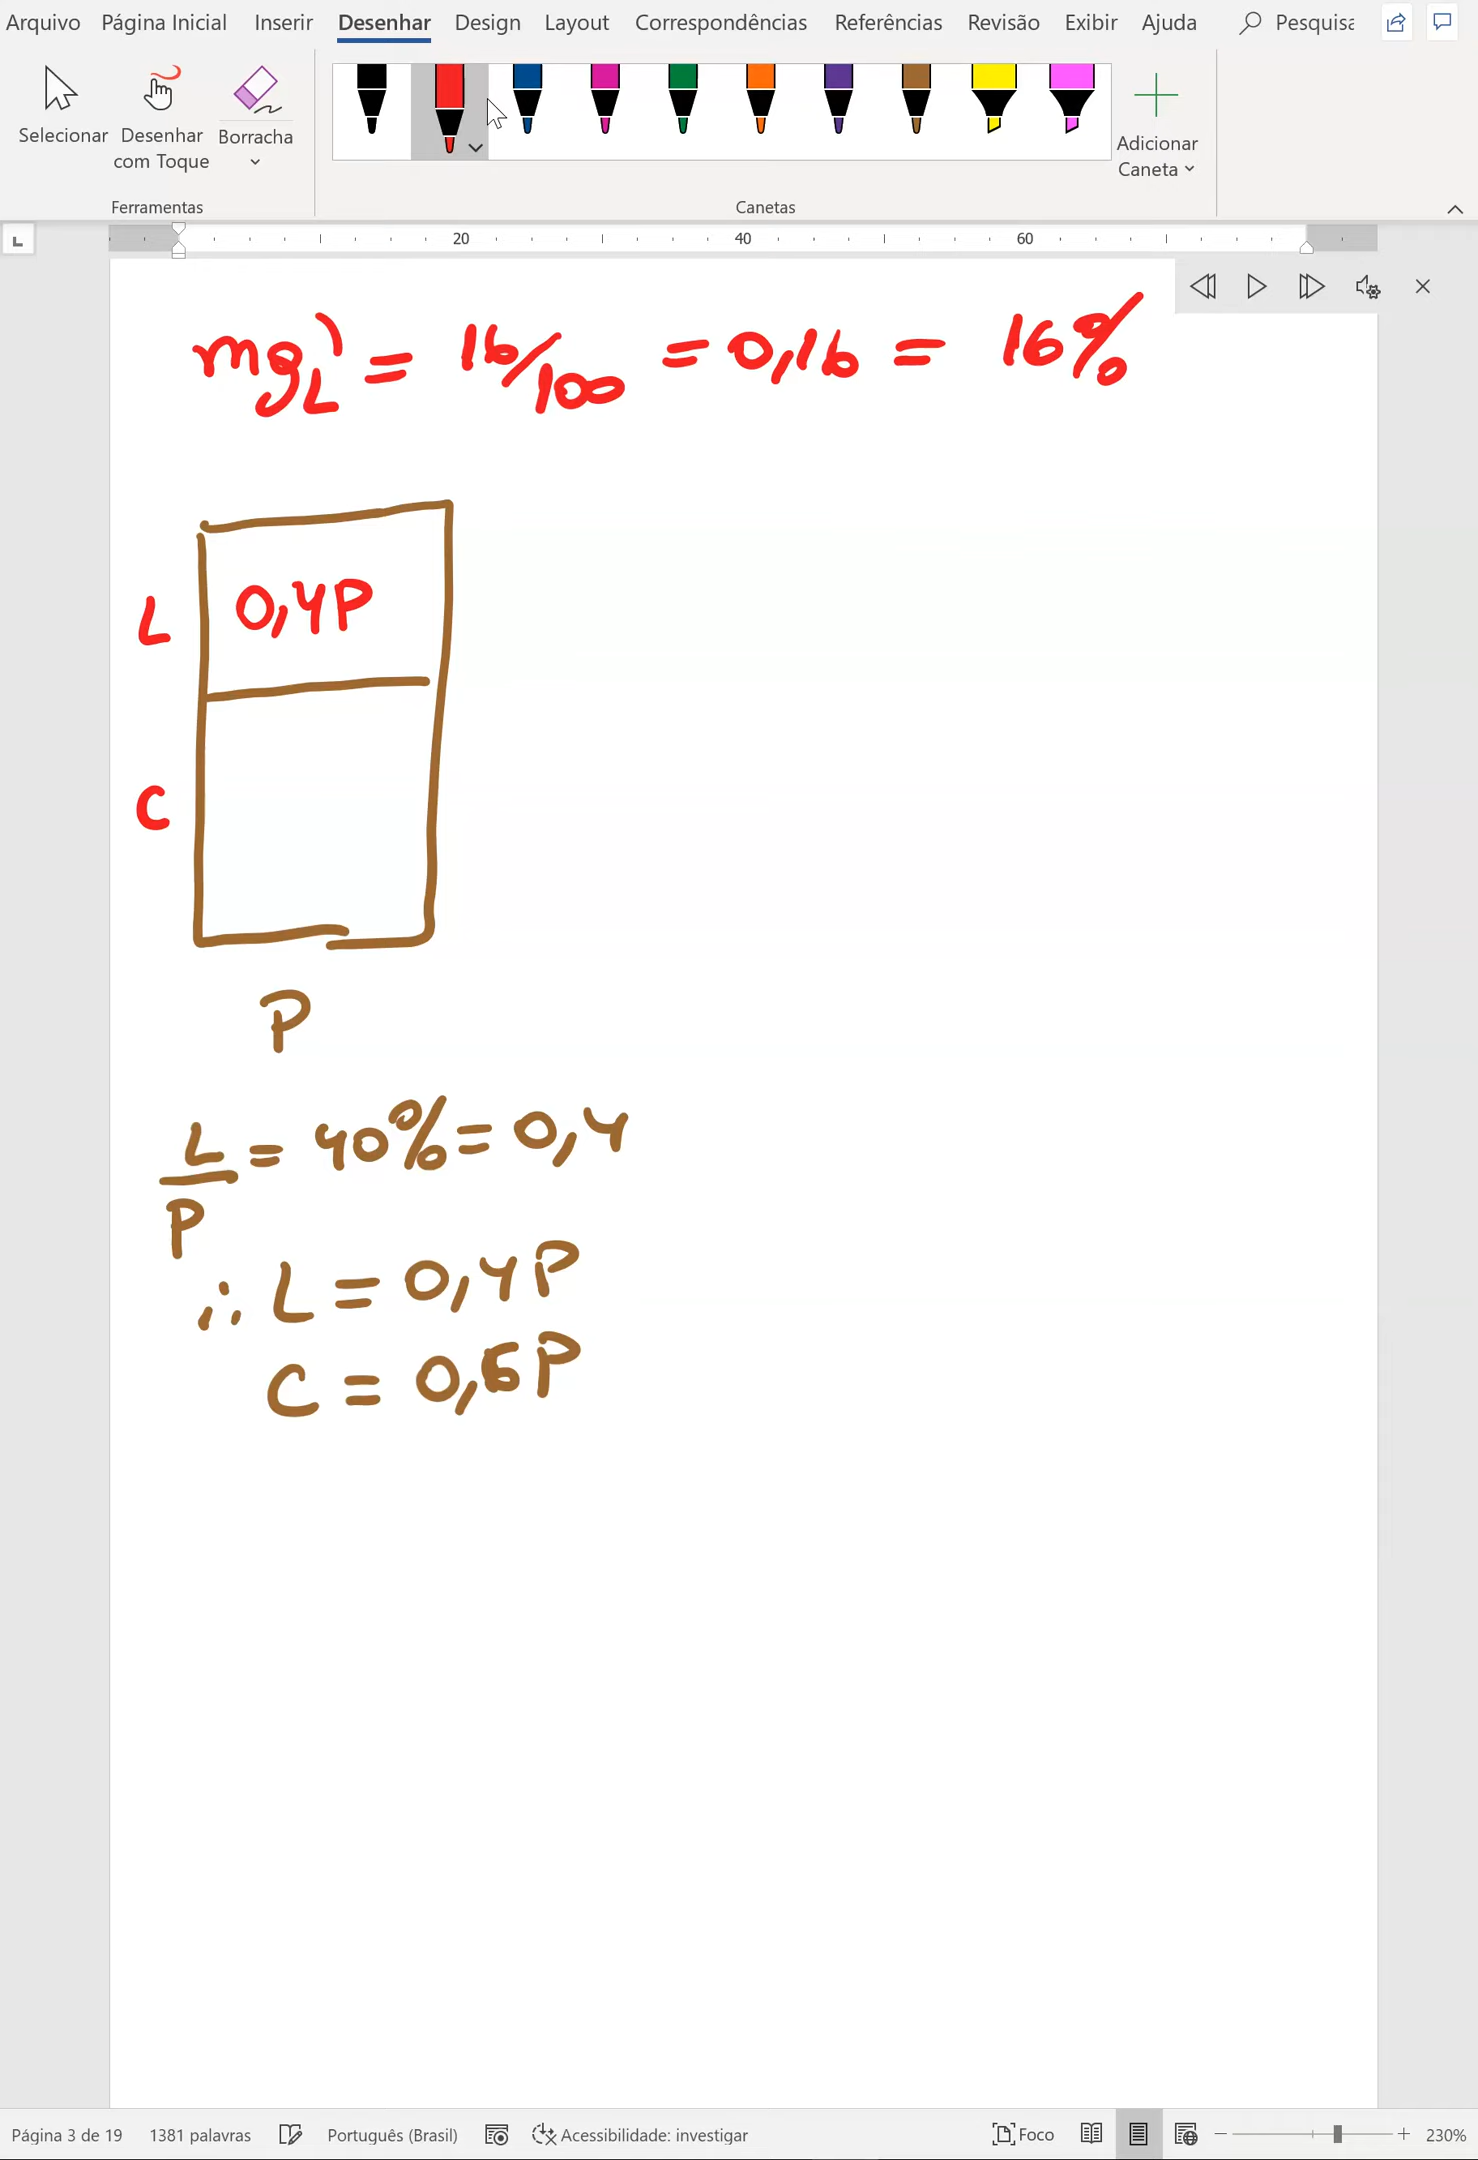 Arquivo Página Inicial Inserir Desenhar Design Layout Correspondências Referências Revisão Exibir Ajuda Pesquisa
Selecionar
Desenhar com Toque
Borracha
Adicionar Caneta
Ferramentas
Canetas
20 40 60
mgL' = 16/100 = 0,16 = 16%
L 0,4P
C
P
L/P = 40% = 0,4
∴ L = 0,4P
C = 0,6P
Página 3 de 19 1381 palavras Português (Brasil) Acessibilidade: investigar Foco 230%